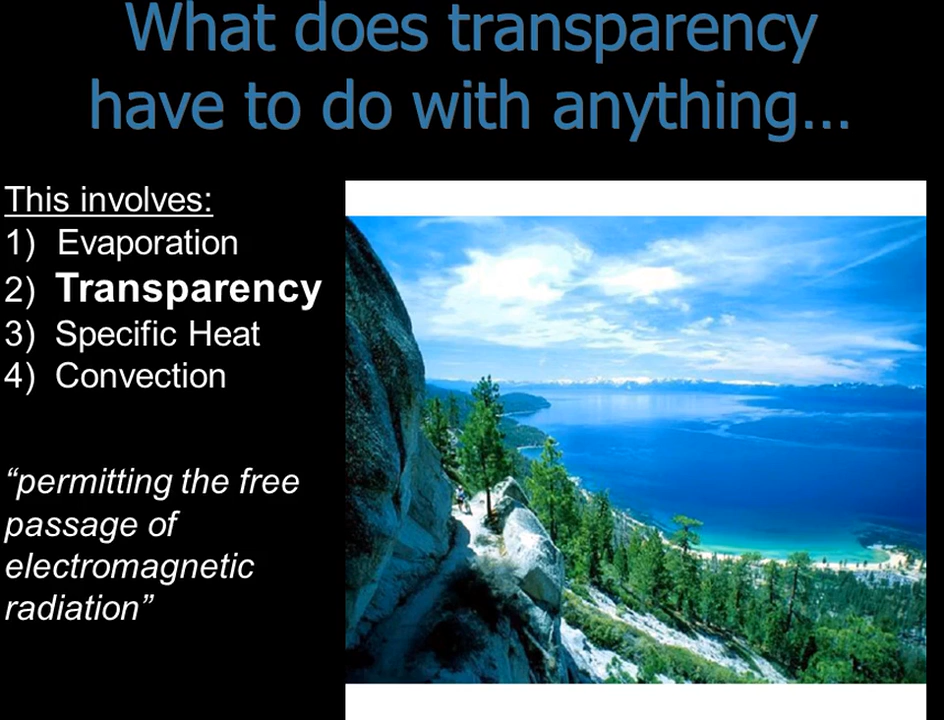 What does transparency
have to do with anything…
This involves:
1) Evaporation
2) Transparency
3) Specific Heat
4) Convection
“permitting the free
passage of
electromagnetic
radiation”